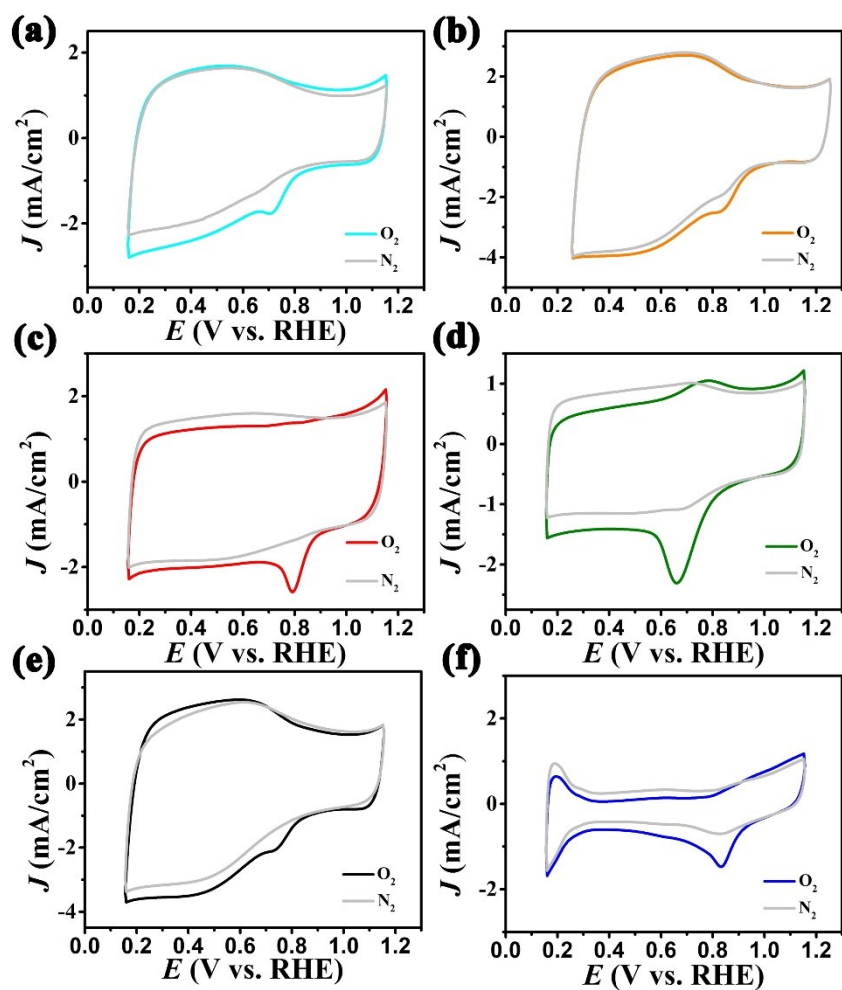 (a)
J (mA/cm²)
2
0
-2
O₂
N₂
0.0 0.2 0.4 0.6 0.8 1.0 1.2
E (V vs. RHE)
(b)
J (mA/cm²)
4
2
0
-2
-4
O₂
N₂
0.0 0.2 0.4 0.6 0.8 1.0 1.2
E (V vs. RHE)
(c)
J (mA/cm²)
2
0
-2
O₂
N₂
0.0 0.2 0.4 0.6 0.8 1.0 1.2
E (V vs. RHE)
(d)
J (mA/cm²)
1
0
-1
-2
O₂
N₂
0.0 0.2 0.4 0.6 0.8 1.0 1.2
E (V vs. RHE)
(e)
J (mA/cm²)
2
0
-2
-4
O₂
N₂
0.0 0.2 0.4 0.6 0.8 1.0 1.2
E (V vs. RHE)
(f)
J (mA/cm²)
2
0
-2
O₂
N₂
0.0 0.2 0.4 0.6 0.8 1.0 1.2
E (V vs. RHE)